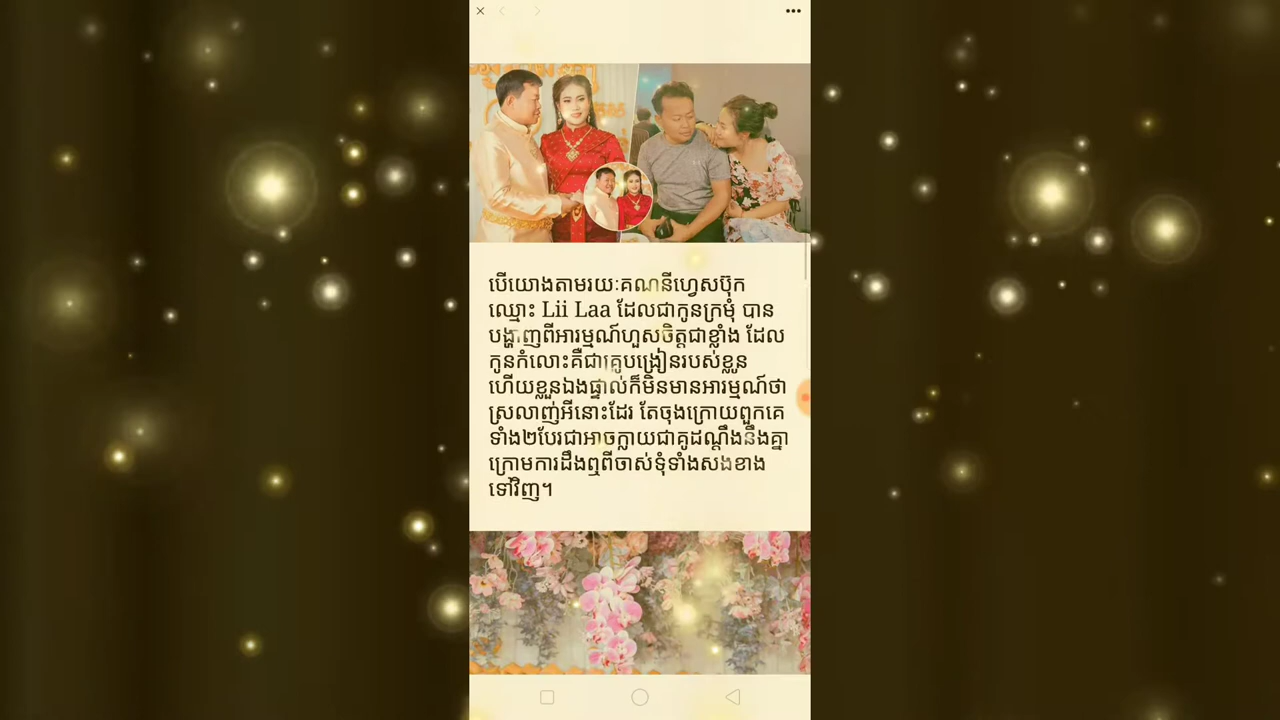 បើយោងតាមរយៈគណនីហ្វេសប៊ុក
ឈ្មោះ Lii Laa ដែលជាកូនក្រមុំ បាន
បង្ហាញពីអារម្មណ៍ហួសចិត្តជាខ្លាំង ដែល
កូនកំលោះគឺជាគ្រូបង្រៀនរបស់ខ្លួន
ហើយខ្លួនឯងផ្ទាល់ក៏មិនមានអារម្មណ៍ថា
ស្រលាញ់អីនោះដែរ តែចុងក្រោយពួកគេ
ទាំង២បែរជាអាចក្លាយជាគូដណ្ដឹងនឹងគ្នា
ក្រោមការដឹងឮពីចាស់ទុំទាំងសងខាង
ទៅវិញ។